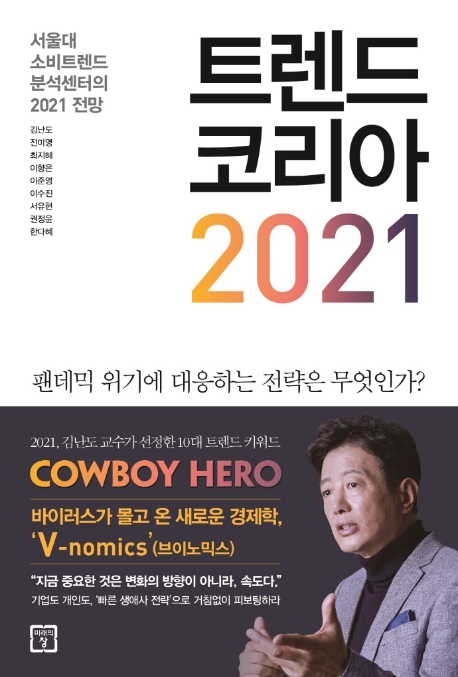 서울대
소비트렌드
분석센터의
2021 전망
김난도
전미영
최지혜
이향은
이준영
이수진
서유현
권정윤
한다혜
트렌드
코리아
2021
팬데믹 위기에 대응하는 전략은 무엇인가?
2021, 김난도 교수가 선정한 10대 트렌드 키워드
COWBOY HERO
바이러스가 몰고 온 새로운 경제학,
‘V-nomics’(브이노믹스)
“지금 중요한 것은 변화의 방향이 아니라, 속도다.”
기업도 개인도, ‘빠른 생애사 전략’으로 거침없이 피보팅하라
미래의
창